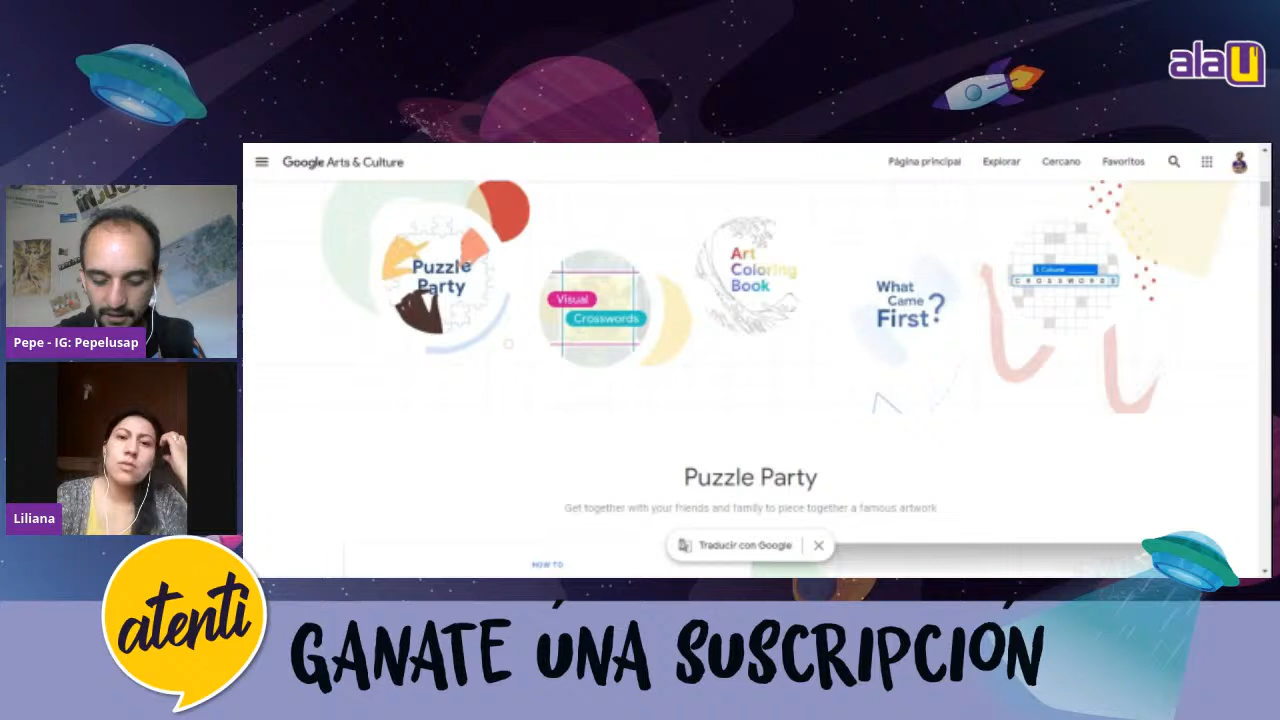 alaU
Google Arts & Culture
Página principal
Explorar
Cercano
Favoritos
Puzzle
Party
Visual
Crosswords
Art
Coloring
Book
What
Came
First?
CROSSWORDS
Pepe - IG: Pepelusap
Liliana
Puzzle Party
Get together with your friends and family to piece together a famous artwork
Traducir con Google
HOW TO
atenti
GANATE ÚNA SUSCRIPCIÓN